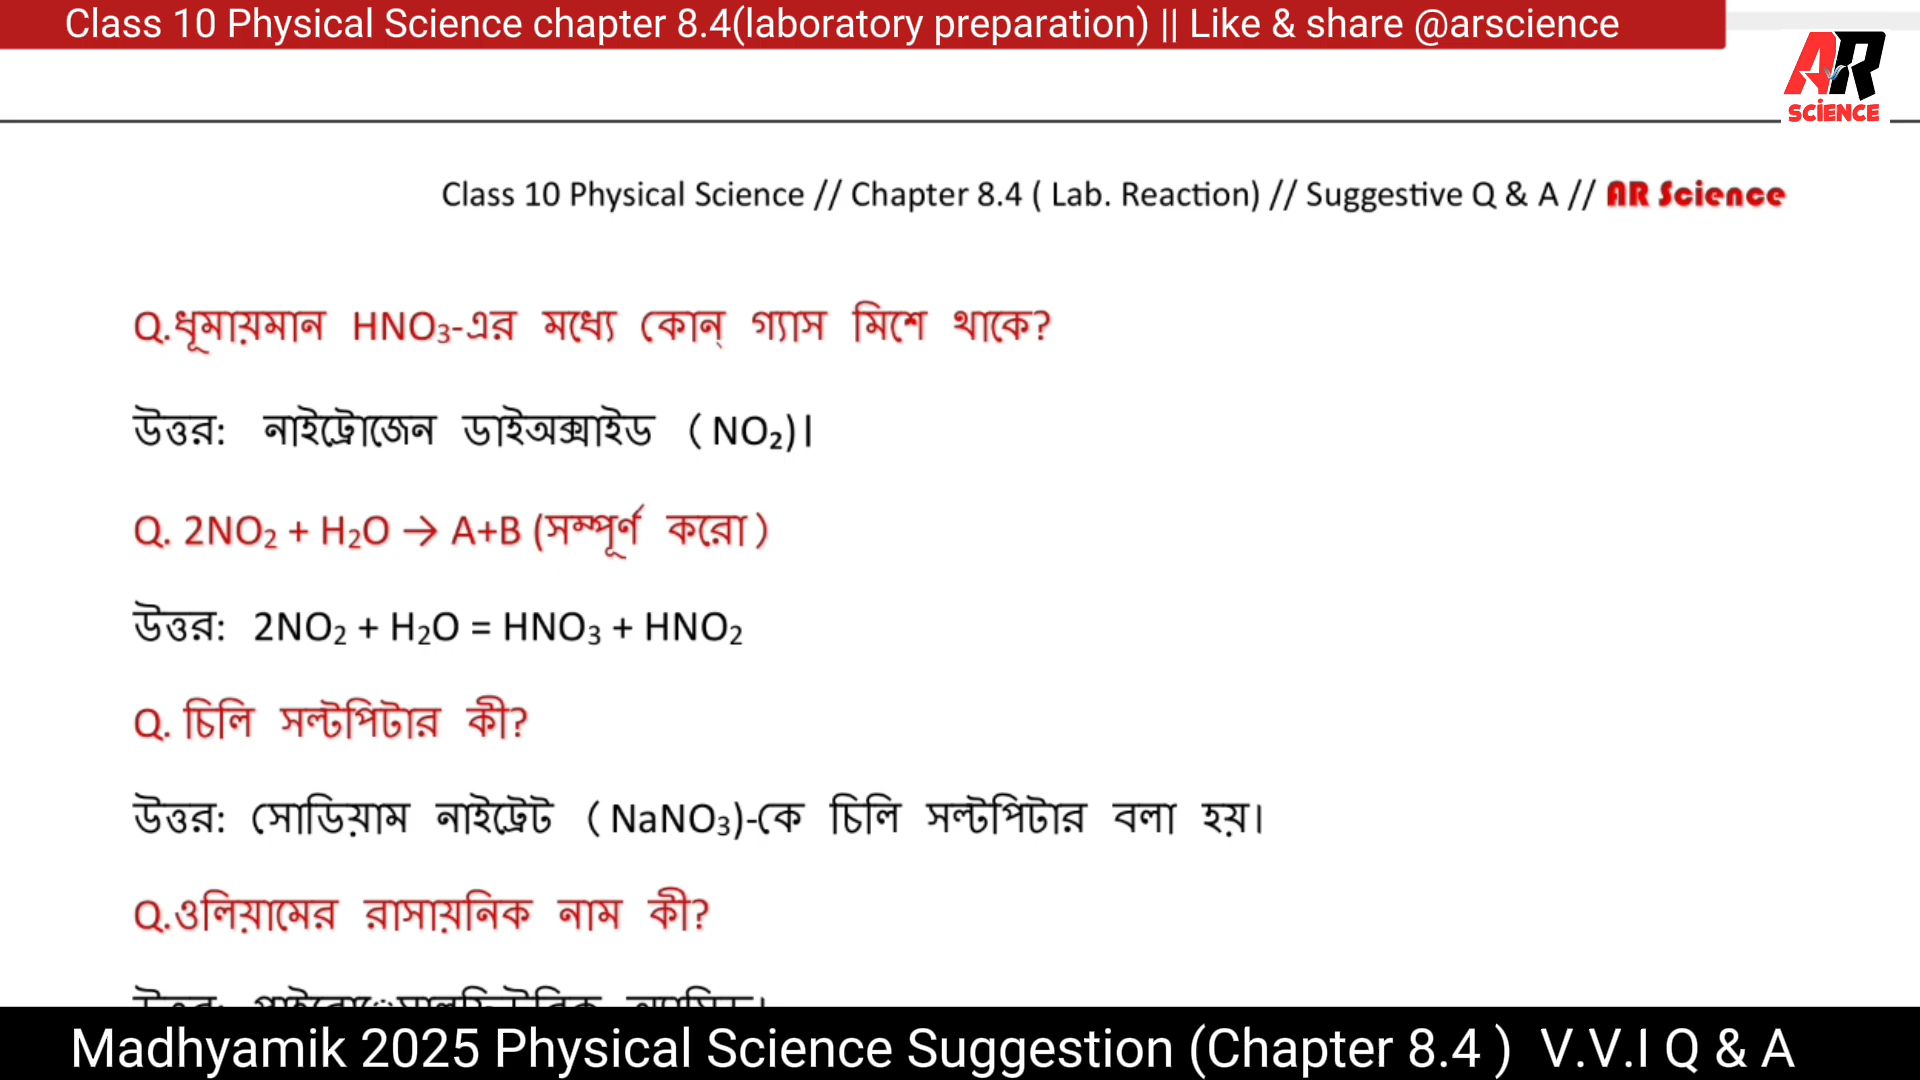 Class 10 Physical Science chapter 8.4(laboratory preparation) || Like & share @arscience
AR
SCIENCE
Class 10 Physical Science // Chapter 8.4 ( Lab. Reaction) // Suggestive Q & A // AR Science
Q.ধূমায়মান HNO₃-এর মধ্যে কোন্ গ্যাস মিশে থাকে?
উত্তর: নাইট্রোজেন ডাইঅক্সাইড ( NO₂)।
Q. 2NO₂ + H₂O → A+B (সম্পূর্ণ করো )
উত্তর: 2NO₂ + H₂O = HNO₃ + HNO₂
Q. চিলি সল্টপিটার কী?
উত্তর: সোডিয়াম নাইট্রেট ( NaNO₃)-কে চিলি সল্টপিটার বলা হয়।
Q.ওলিয়ামের রাসায়নিক নাম কী?
উত্তর:
Madhyamik 2025 Physical Science Suggestion (Chapter 8.4 ) V.V.I Q & A